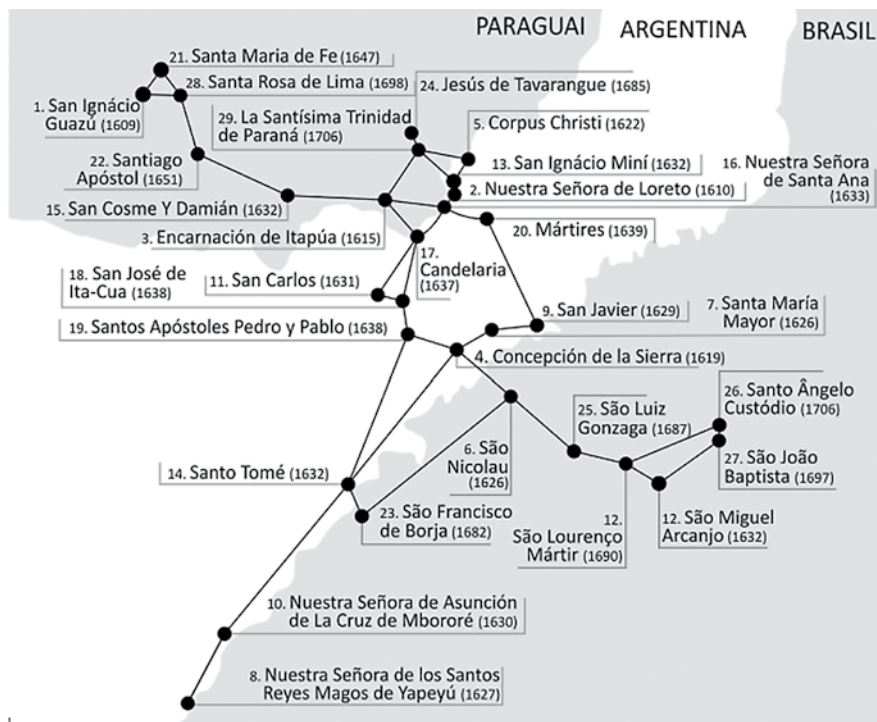 PARAGUAI
ARGENTINA
BRASIL
21. Santa Maria de Fe (1647)
28. Santa Rosa de Lima (1698)
24. Jesús de Tavarangue (1685)
1. San Ignácio
Guazú (1609)
29. La Santísima Trinidad
de Paraná (1706)
5. Corpus Christi (1622)
22. Santiago
Apóstol (1651)
13. San Ignácio Miní (1632)
16. Nuestra Señora
de Santa Ana
(1633)
2. Nuestra Señora de Loreto (1610)
15. San Cosme Y Damián (1632)
3. Encarnación de Itapúa (1615)
20. Mártires (1639)
17.
Candelaria
(1637)
18. San José de
Ita-Cua (1638)
11. San Carlos (1631)
9. San Javier (1629)
7. Santa María
Mayor (1626)
19. Santos Apóstoles Pedro y Pablo (1638)
4. Concepción de la Sierra (1619)
26. Santo Ângelo
Custódio (1706)
25. São Luiz
Gonzaga (1687)
6. São
Nicolau
(1626)
27. São João
Baptista (1697)
14. Santo Tomé (1632)
23. São Francisco
de Borja (1682)
12.
São Lourenço
Mártir (1690)
12. São Miguel
Arcanjo (1632)
10. Nuestra Señora de Asunción
de La Cruz de Mbororé (1630)
8. Nuestra Señora de los Santos
Reyes Magos de Yapeyú (1627)